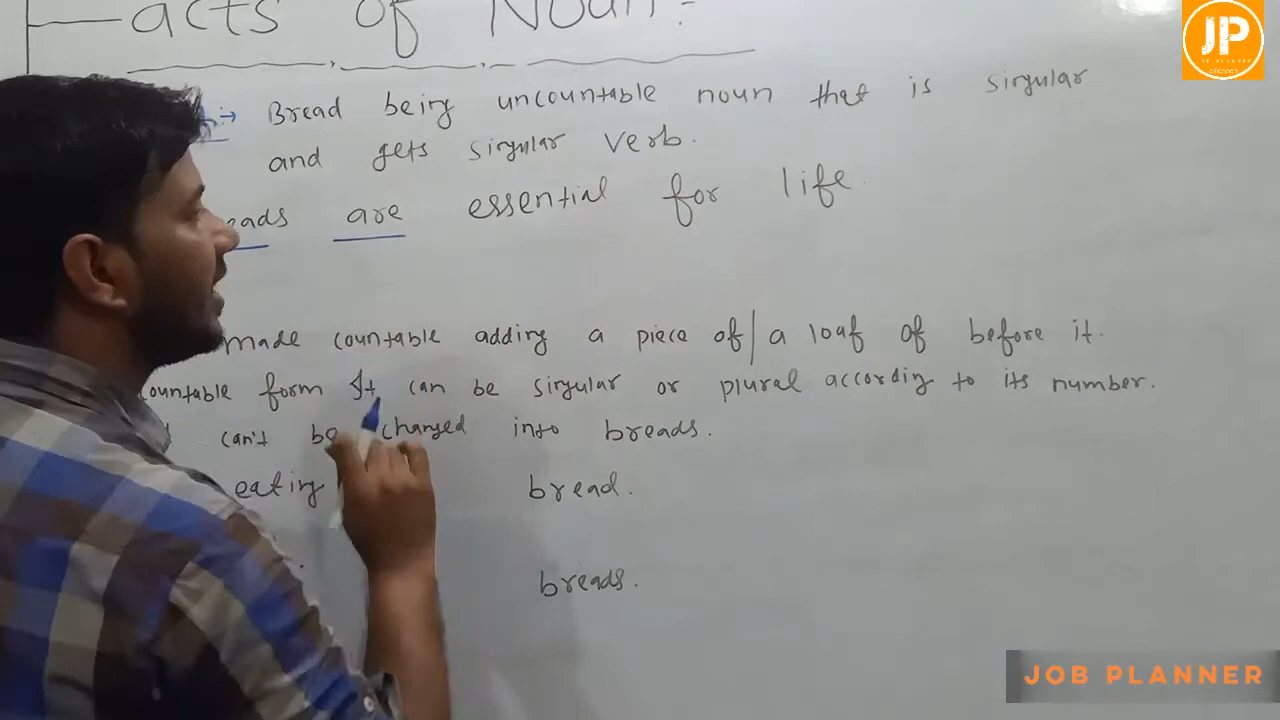 acts of Noun:-
JP
Bread being uncountable noun that is singular
and gets singular verb.
eads are essential for life
made countable adding a piece of/a loaf of before it.
countable form It can be singular or plural according to its number.
can't be changed into breads.
eating bread.
breads.
JOB PLANNER